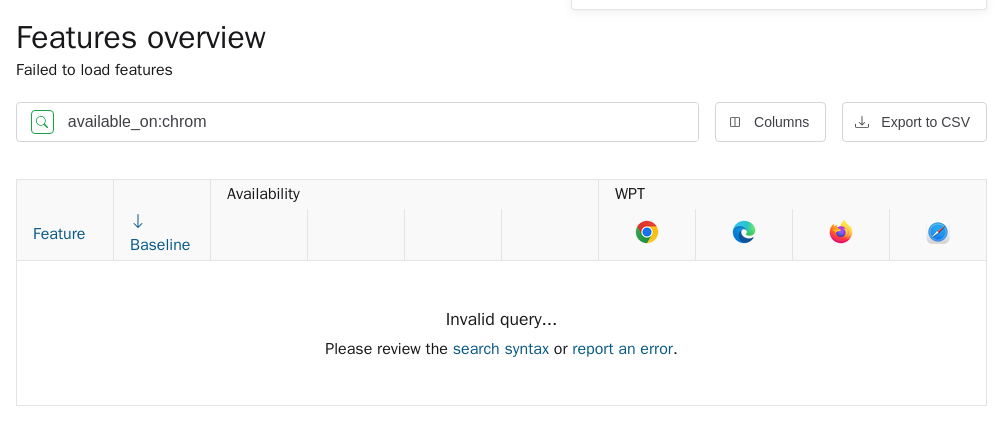 Features overview
Failed to load features
available_on:chrom
Columns
Export to CSV
Availability
WPT
Feature
Baseline
Invalid query...
Please review the search syntax or report an error.